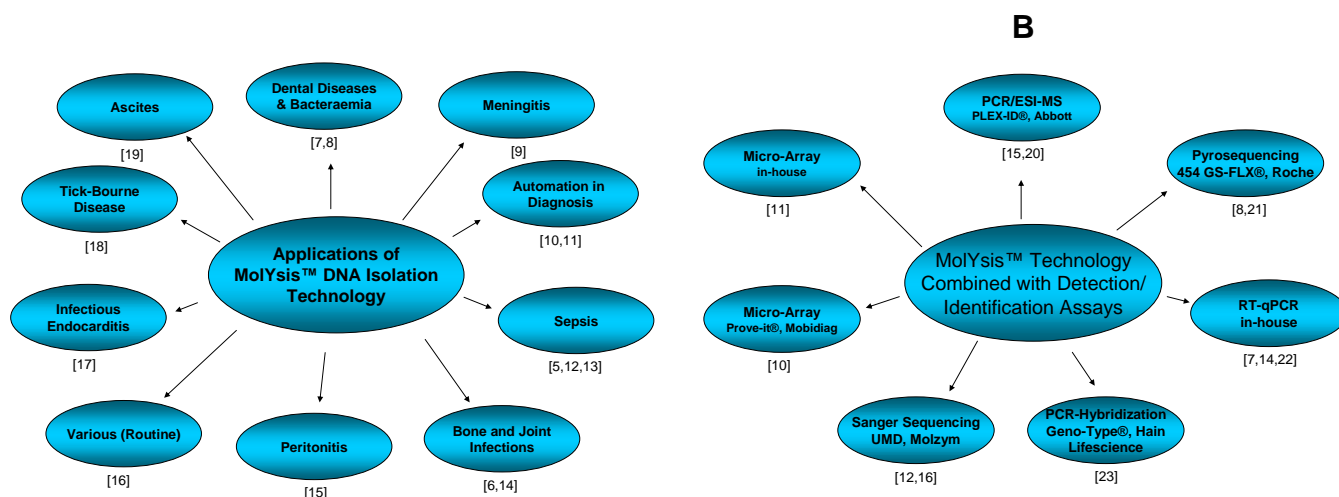 B
Applications of
MolYsis™ DNA Isolation
Technology
Ascites
[19]
Dental Diseases
& Bacteraemia
[7,8]
Meningitis
[9]
Automation in
Diagnosis
[10,11]
Sepsis
[5,12,13]
Bone and Joint
Infections
[6,14]
Peritonitis
[15]
Various (Routine)
[16]
Infectious
Endocarditis
[17]
Tick-Bourne
Disease
[18]
MolYsis™ Technology
Combined with Detection/
Identification Assays
Micro-Array
in-house
[11]
PCR/ESI-MS
PLEX-ID®, Abbott
[15,20]
Pyrosequencing
454 GS-FLX®, Roche
[8,21]
RT-qPCR
in-house
[7,14,22]
PCR-Hybridization
Geno-Type®, Hain
Lifescience
[23]
Sanger Sequencing
UMD, Molzym
[12,16]
Micro-Array
Prove-it®, Mobidiag
[10]